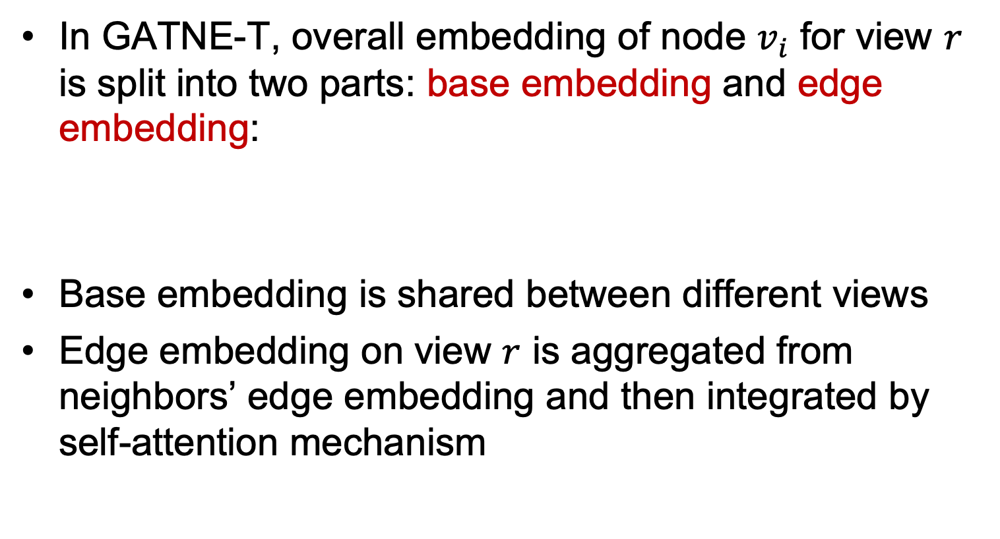 • In GATNE-T, overall embedding of node 𝑣𝑖 for view 𝑟
is split into two parts: base embedding and edge
embedding:
• Base embedding is shared between different views
• Edge embedding on view 𝑟 is aggregated from
neighbors’ edge embedding and then integrated by
self-attention mechanism